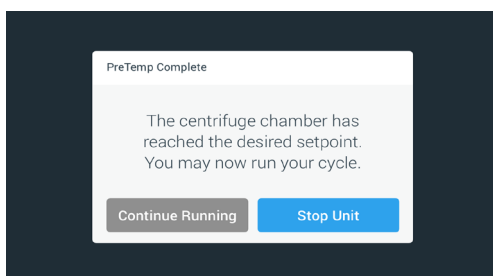 PreTemp Complete
The centrifuge chamber has
reached the desired setpoint.
You may now run your cycle.
Continue Running
Stop Unit